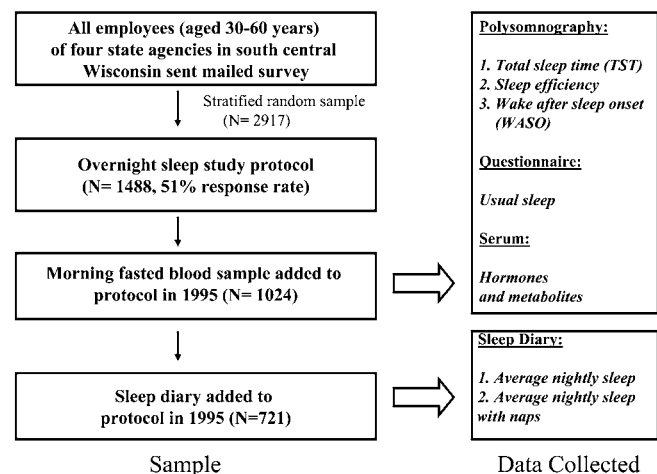 All employees (aged 30-60 years)
of four state agencies in south central
Wisconsin sent mailed survey
Stratified random sample
(N= 2917)
Overnight sleep study protocol
(N= 1488, 51% response rate)
Morning fasted blood sample added to
protocol in 1995 (N= 1024)
Sleep diary added to
protocol in 1995 (N=721)
Sample
Polysomnography:
1. Total sleep time (TST)
2. Sleep efficiency
3. Wake after sleep onset
(WASO)
Questionnaire:
Usual sleep
Serum:
Hormones
and metabolites
Sleep Diary:
1. Average nightly sleep
2. Average nightly sleep
with naps
Data Collected